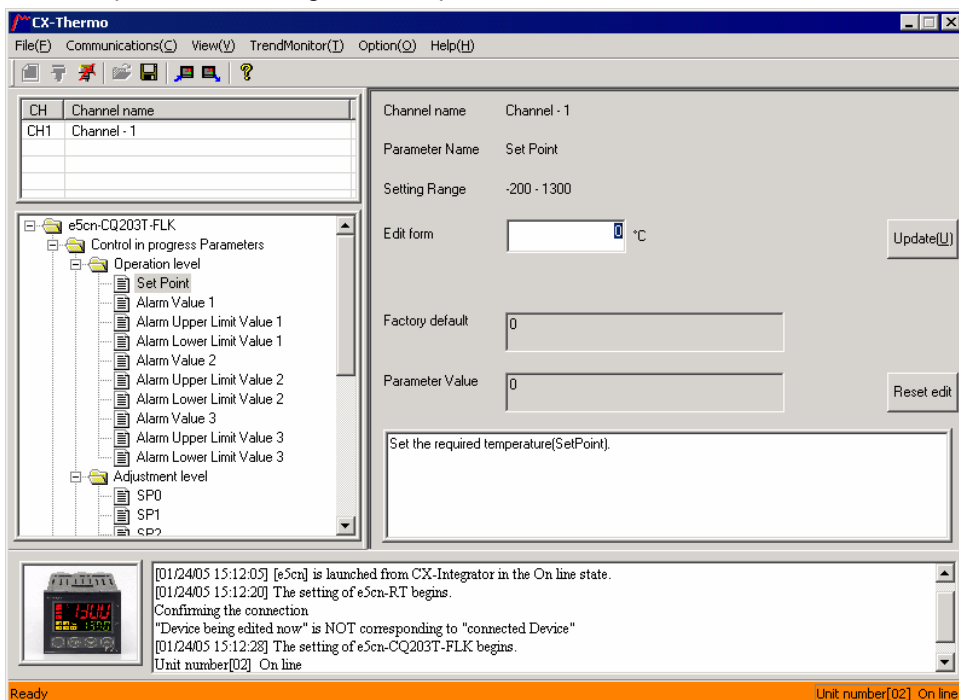 CX-Thermo
File(F) Communications(C) View(V) TrendMonitor(T) Option(O) Help(H)
CH Channel name
CH1 Channel - 1
Channel name Channel - 1
Parameter Name Set Point
Setting Range -200 - 1300
Edit form 0 °C
Update(U)
Factory default 0
Parameter Value 0
Reset edit
Set the required temperature(SetPoint).
e5cn-CQ203T-FLK
Control in progress Parameters
Operation level
Set Point
Alarm Value 1
Alarm Upper Limit Value 1
Alarm Lower Limit Value 1
Alarm Value 2
Alarm Upper Limit Value 2
Alarm Lower Limit Value 2
Alarm Value 3
Alarm Upper Limit Value 3
Alarm Lower Limit Value 3
Adjustment level
SP0
SP1
SP2
[01/24/05 15:12:05] [e5cn] is launched from CX-Integrator in the On line state.
[01/24/05 15:12:20] The setting of e5cn-RT begins.
Confirming the connection
"Device being edited now" is NOT corresponding to "connected Device"
[01/24/05 15:12:28] The setting of e5cn-CQ203T-FLK begins.
Unit number[02] On line
Ready
Unit number[02] On line